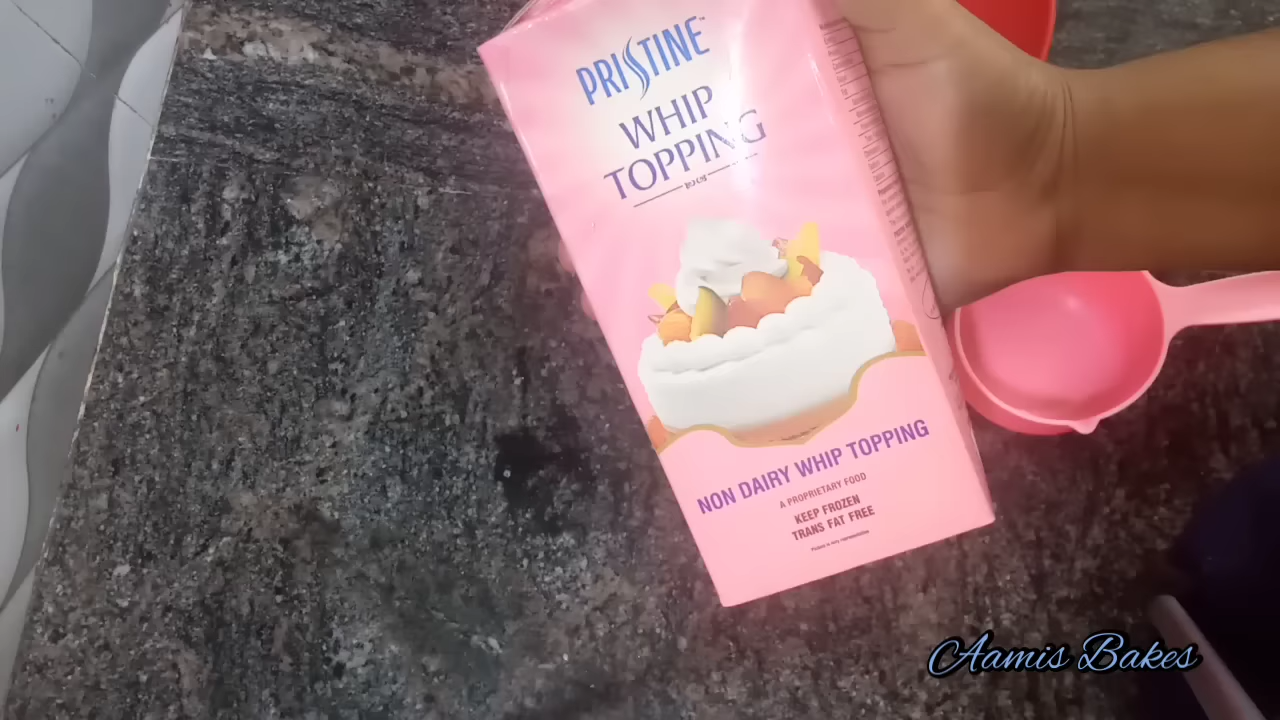 PRISTINE
WHIP
TOPPING
NON DAIRY WHIP TOPPING
A PROPRIETARY FOOD
KEEP FROZEN
TRANS FAT FREE
Aamis Bakes